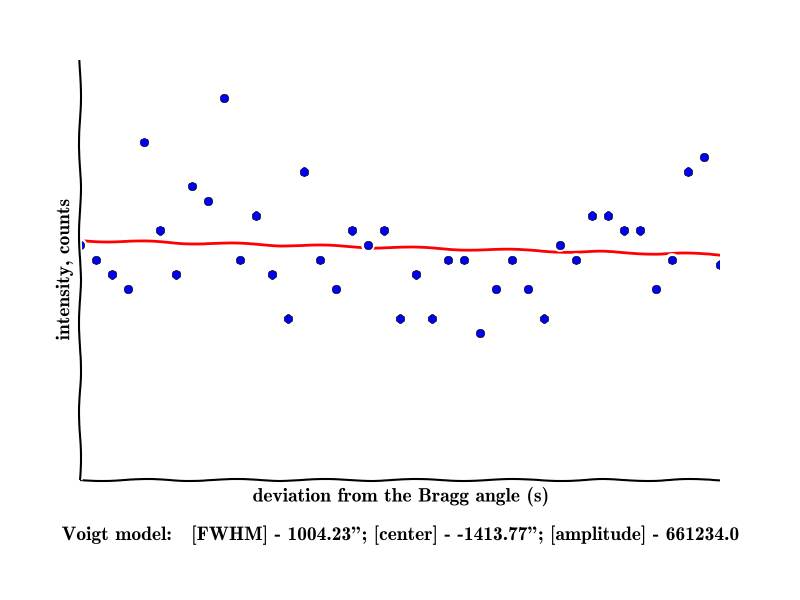 intensity, counts
deviation from the Bragg angle (s)
Voigt model: [FWHM] - 1004.23”; [center] - -1413.77”; [amplitude] - 661234.0